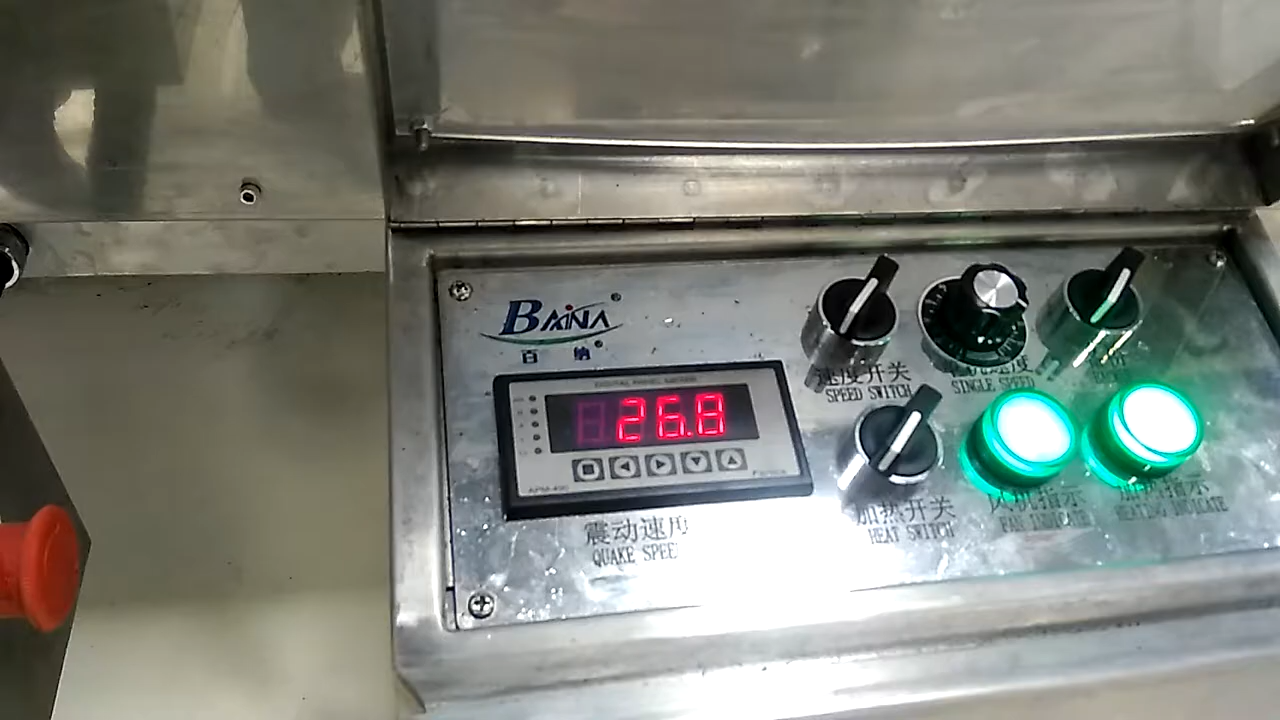 BAINA®
百 纳®
DIGITAL PANEL METER
26.8
震动速
QUAKE SPEE
速度开关
SPEED SWITCH
SINGLE SPEED
加热开关
HEAT SWITCH
风机指示
FAN INDICATE
加热指示
HEATING INDICATE